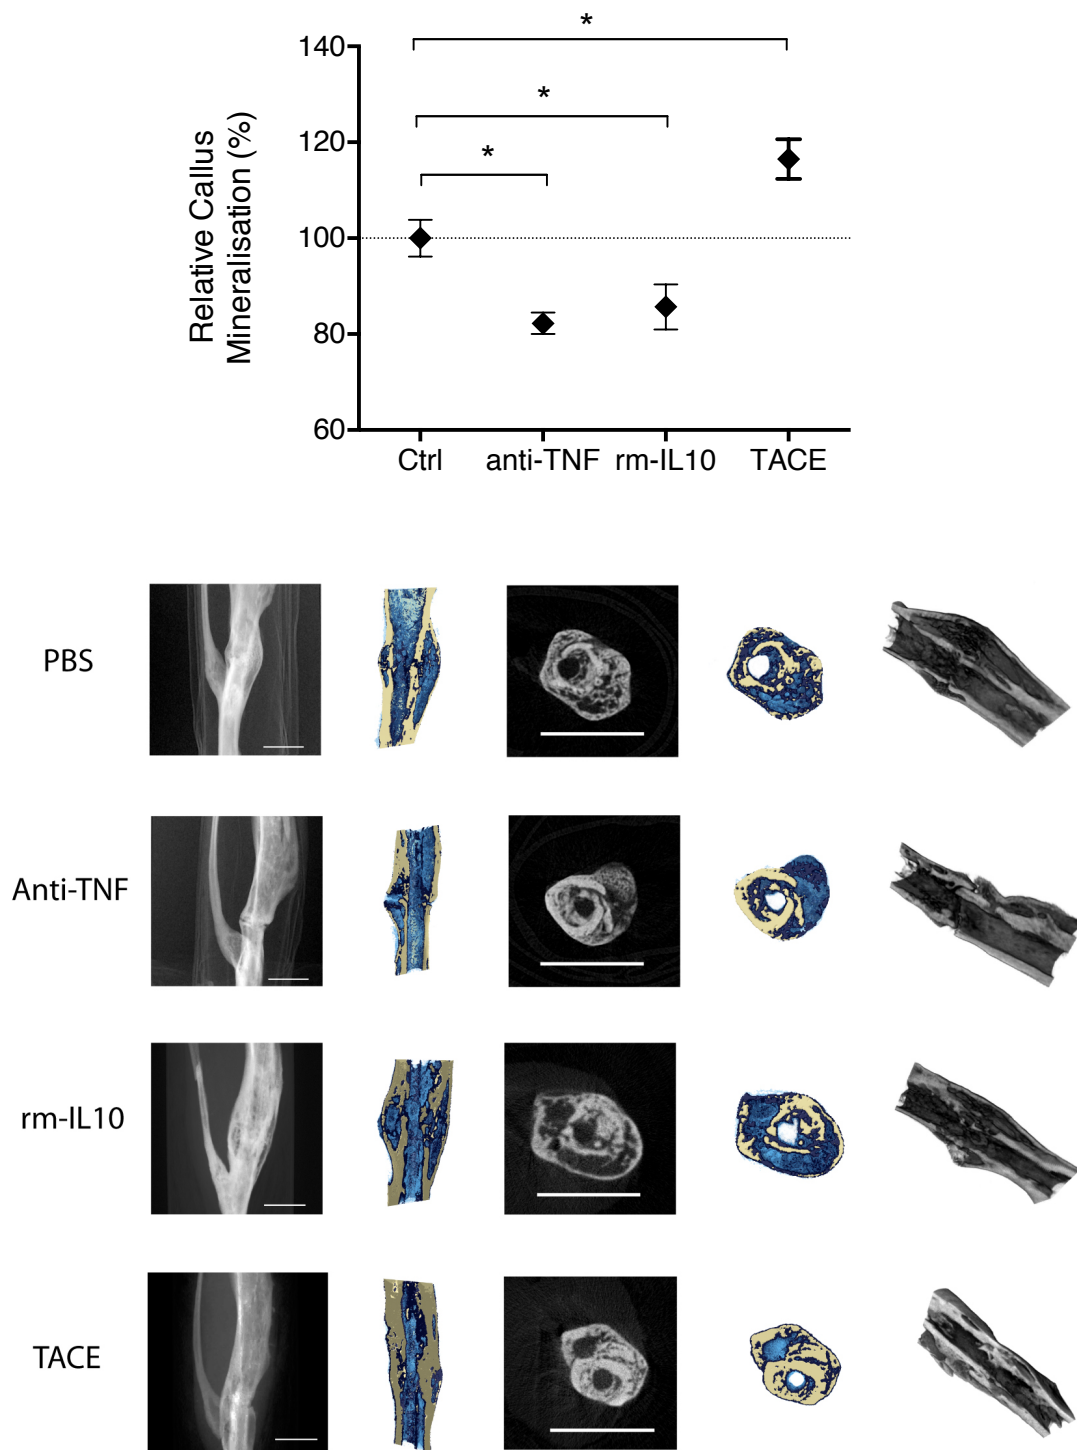 *
*
*
Relative Callus
Mineralisation (%)
140
120
100
80
60
Ctrl anti-TNF rm-IL10 TACE
PBS
Anti-TNF
rm-IL10
TACE